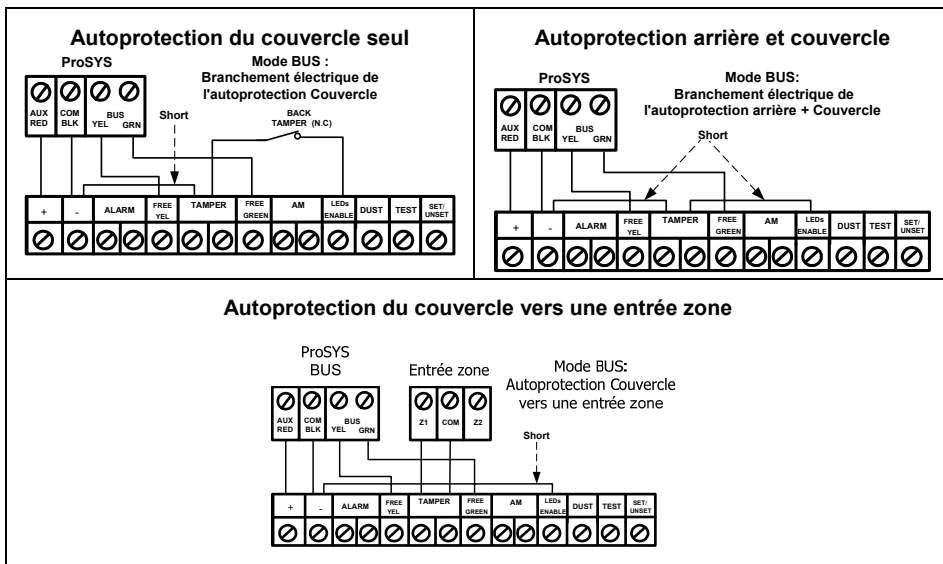 Autoprotection du couvercle seul
ProSYS
Mode BUS :
Branchement électrique de
l'autoprotection Couvercle
AUX
RED
COM
BLK
BUS
YEL GRN
Short
BACK
TAMPER (N.C)
+ - ALARM FREE YEL TAMPER FREE GREEN AM LEDs ENABLE DUST TEST SET/ UNSET
Autoprotection arrière et couvercle
ProSYS
Mode BUS:
Branchement électrique de
l'autoprotection arrière + Couvercle
AUX
RED
COM
BLK
BUS
YEL GRN
Short
+ - ALARM FREE YEL TAMPER FREE GREEN AM LEDs ENABLE DUST TEST SET/ UNSET
Autoprotection du couvercle vers une entrée zone
ProSYS
BUS
Entrée zone
Mode BUS:
Autoprotection Couvercle
vers une entrée zone
AUX
RED
COM
BLK
BUS
YEL GRN
Z1 COM Z2
Short
+ - ALARM FREE YEL TAMPER FREE GREEN AM LEDs ENABLE DUST TEST SET/ UNSET